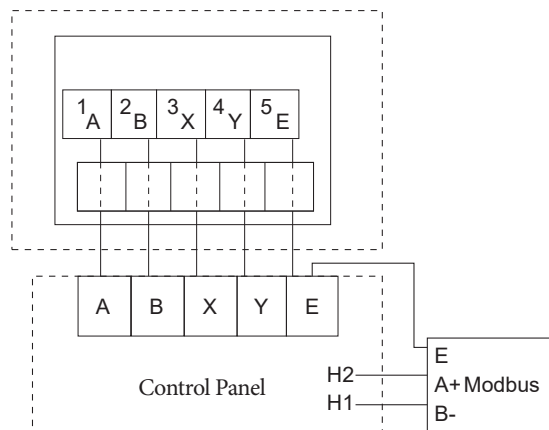 1A 2B 3X 4Y 5E
A B X Y E
Control Panel
E
H2 A+ Modbus
H1 B-